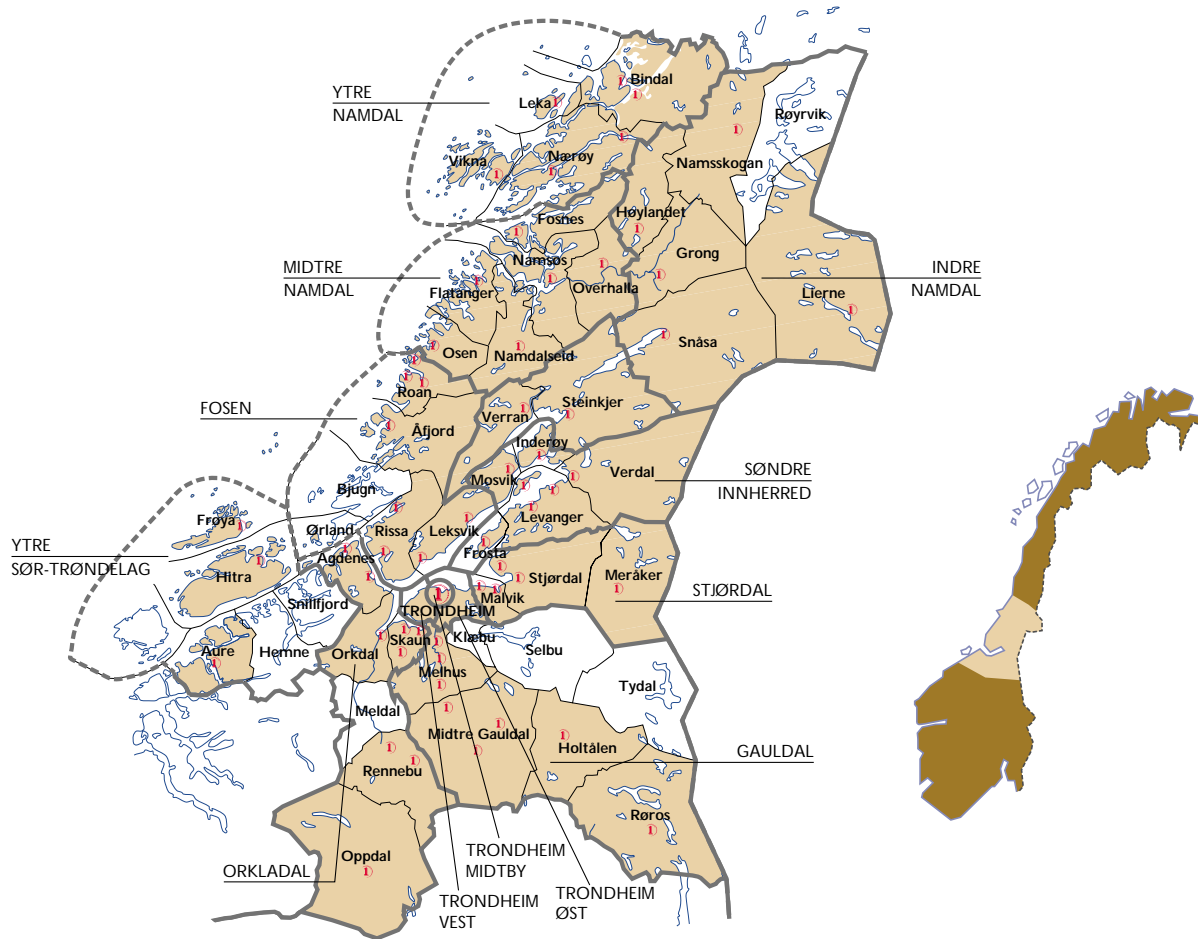 Bindal
YTRE
NAMDAL
Leka
Røyrvik
Nærøy
Vikna
Namsskogan
Fosnes
Høylandet
Namsos
Grong
MIDTRE
NAMDAL
INDRE
NAMDAL
Flatanger
Overhalla
Lierne
Snåsa
Osen
Namdalseid
Roan
Steinkjer
FOSEN
Verran
Åfjord
Inderøy
Verdal
SØNDRE
INNHERRED
Mosvik
Bjugn
Levanger
Frøya
Ørland
Rissa
Leksvik
YTRE
SØR-TRØNDELAG
Agdenes
Frosta
Hitra
Stjørdal
Meråker
STJØRDAL
Snillfjord
Malvik
TRONDHEIM
Skaun
Klæbu
Selbu
Aure
Hemne
Orkdal
Melhus
Tydal
Meldal
Midtre Gauldal
Holtålen
GAULDAL
Rennebu
Røros
Oppdal
TRONDHEIM
MIDTBY
ORKLADAL
TRONDHEIM
VEST
TRONDHEIM
ØST